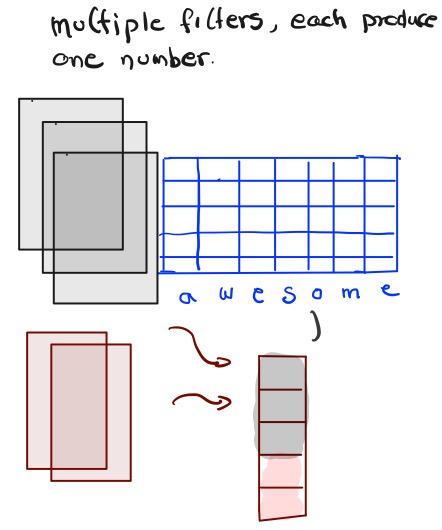 multiple filters, each produce
one number.
a w e s o m e